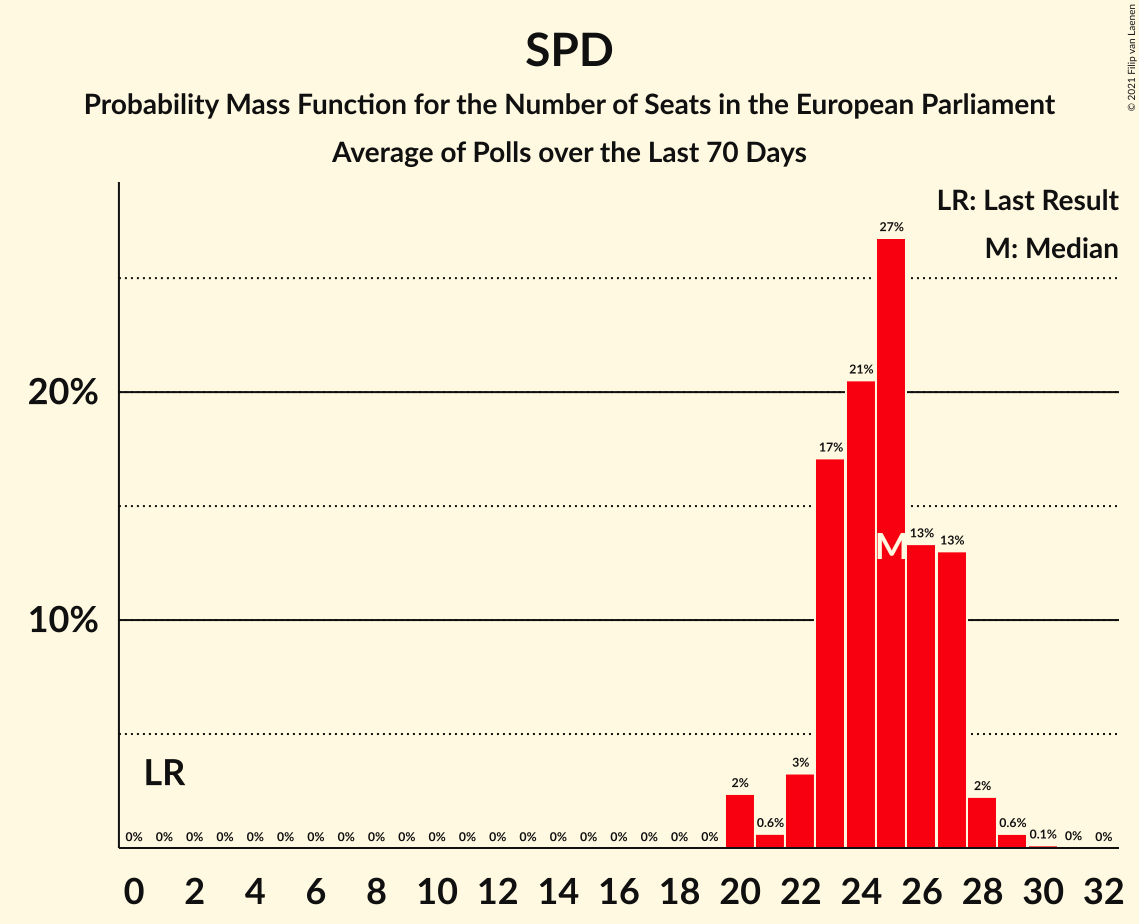 SPD
Probability Mass Function for the Number of Seats in the European Parliament
Average of Polls over the Last 70 Days
© 2021 Filip van Laenen
LR: Last Result
M: Median
27%
20%
21%
17%
M
13%
13%
10%
LR
0% 0% 0% 0% 0% 0% 0% 0% 0% 0% 0% 0% 0% 0% 0% 0% 0% 0% 0% 0% 2% 0.6% 3% 2% 0.6% 0.1% 0% 0%
0 2 4 6 8 10 12 14 16 18 20 22 24 26 28 30 32